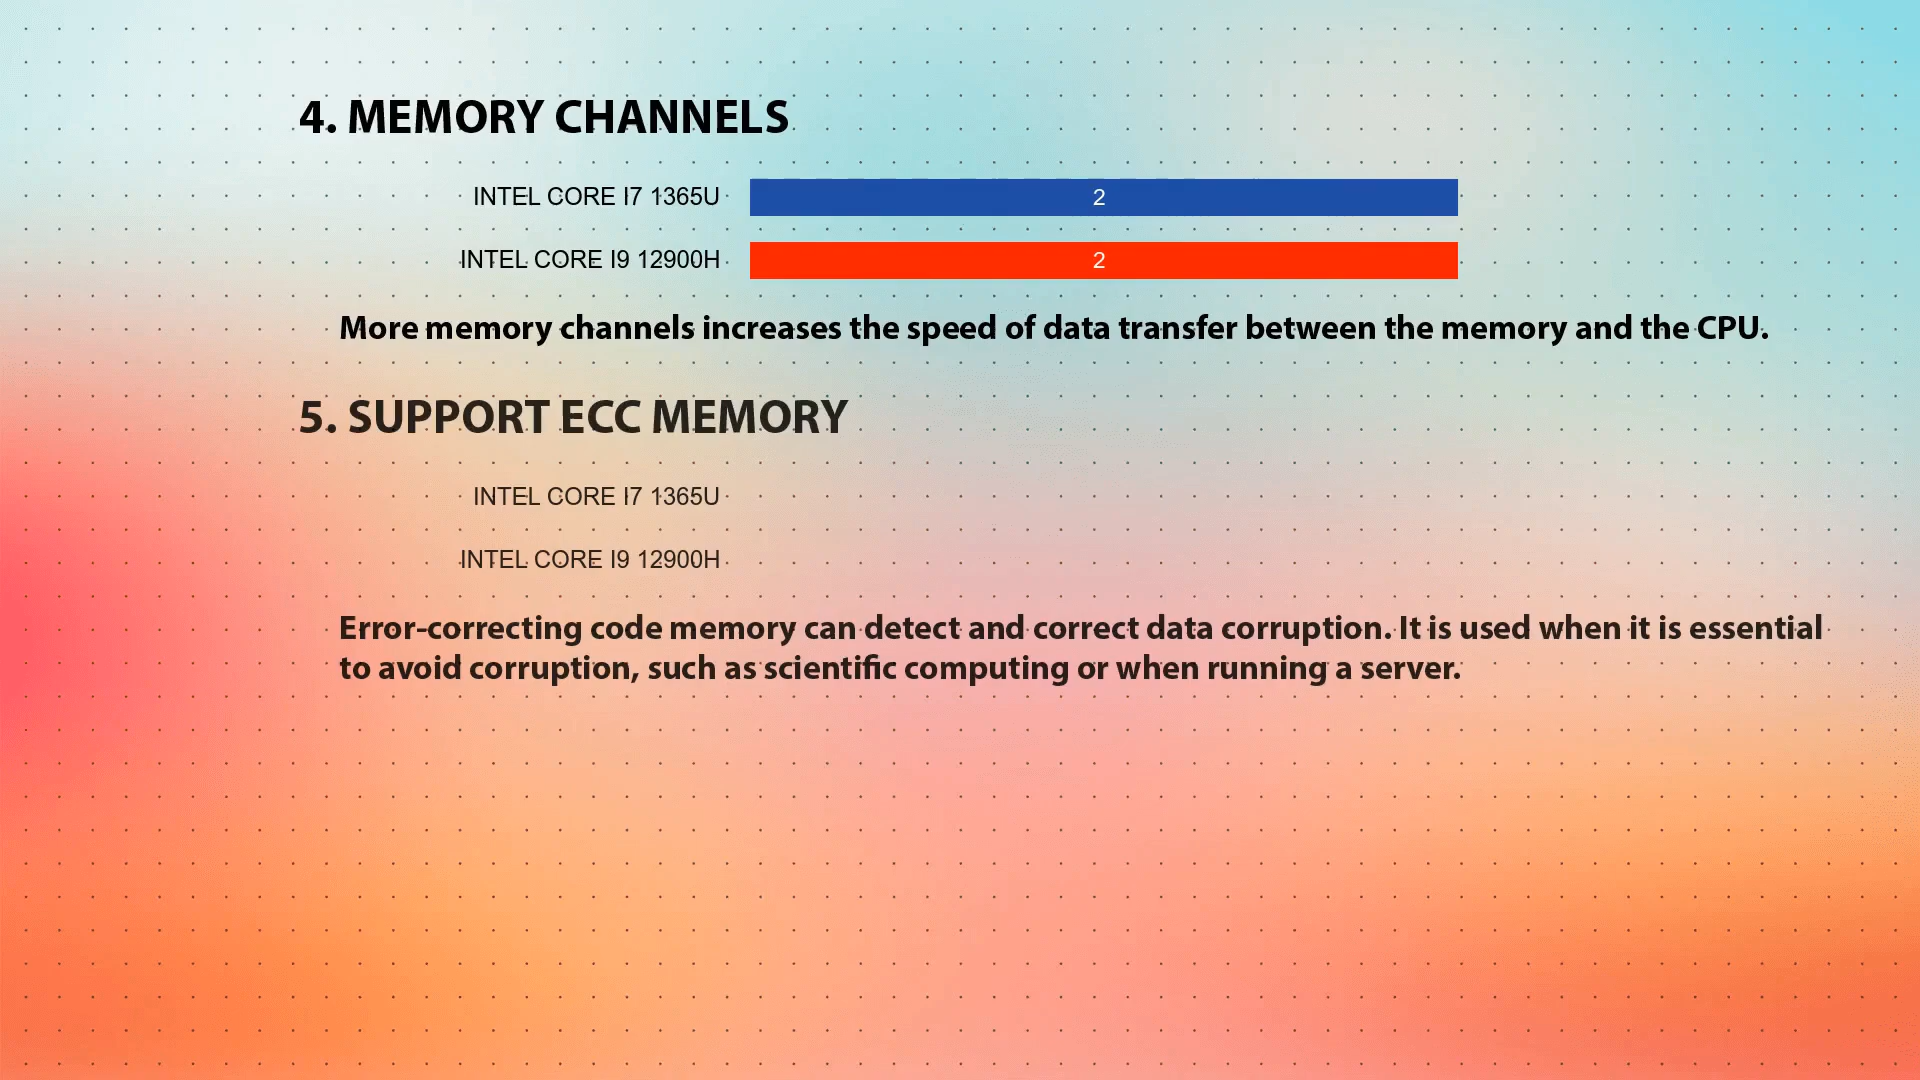 4. MEMORY CHANNELS
INTEL CORE I7 1365U 2
INTEL CORE I9 12900H 2
More memory channels increases the speed of data transfer between the memory and the CPU.
5. SUPPORT ECC MEMORY
INTEL CORE I7 1365U
INTEL CORE I9 12900H
Error-correcting code memory can detect and correct data corruption. It is used when it is essential
to avoid corruption, such as scientific computing or when running a server.